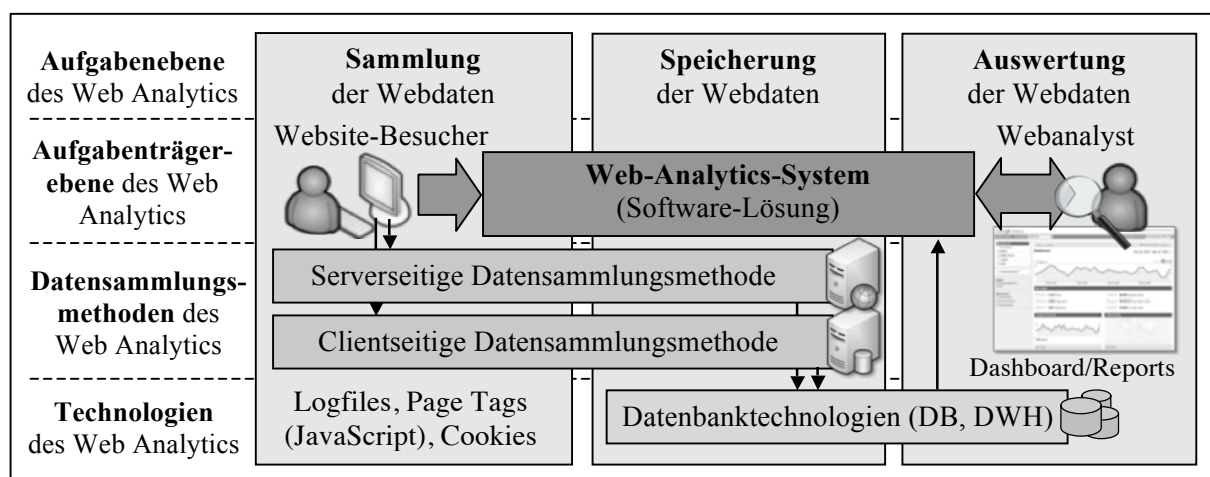 Aufgabenebene
des Web Analytics
Sammlung
der Webdaten
Speicherung
der Webdaten
Auswertung
der Webdaten
Aufgabenträger-
ebene des Web
Analytics
Website-Besucher
Web-Analytics-System
(Software-Lösung)
Webanalyst
Datensammlungs-
methoden des
Web Analytics
Serverseitige Datensammlungsmethode
Clientseitige Datensammlungsmethode
Dashboard/Reports
Technologien
des Web Analytics
Logfiles, Page Tags
(JavaScript), Cookies
Datenbanktechnologien (DB, DWH)